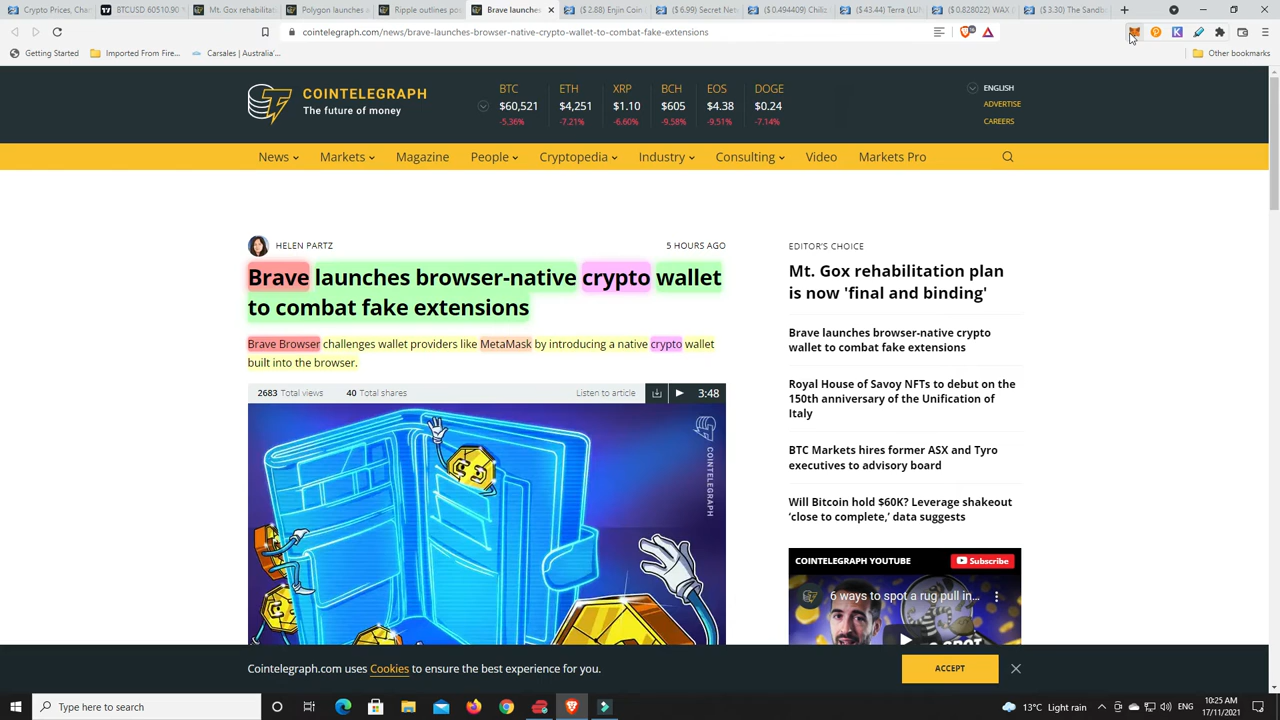 Crypto Prices, Cha
BTCUSD 60510.90
Mt. Gox rehabilitat
Polygon launches
Ripple outlines po
Brave launches
($ 2.88) Enjin Coin
($ 6.99) Secret Net
($0.494409) Chiliz
($ 43.44) Terra (LU
($0.828022) WAX
($ 3.30) The Sandb
cointelegraph.com/news/brave-launches-browser-native-crypto-wallet-to-combat-fake-extensions
Getting Started
Imported From Fire...
Carsales | Australia'...
Other bookmarks
COINTELEGRAPH
The future of money
BTC ETH XRP BCH EOS DOGE
$60,521 $4,251 $1.10 $605 $4.38 $0.24
-5.36% -7.21% -6.60% -9.58% -9.51% -7.14%
ENGLISH
ADVERTISE
CAREERS
News Markets Magazine People Cryptopedia Industry Consulting Video Markets Pro
HELEN PARTZ
5 HOURS AGO
Brave launches browser-native crypto wallet
to combat fake extensions
Brave Browser challenges wallet providers like MetaMask by introducing a native crypto wallet
built into the browser.
2683 Total views 40 Total shares
Listen to article
3:48
COINTELEGRAPH
EDITOR'S CHOICE
Mt. Gox rehabilitation plan
is now 'final and binding'
Brave launches browser-native crypto
wallet to combat fake extensions
Royal House of Savoy NFTs to debut on the
150th anniversary of the Unification of
Italy
BTC Markets hires former ASX and Tyro
executives to advisory board
Will Bitcoin hold $60K? Leverage shakeout
'close to complete,' data suggests
COINTELEGRAPH YOUTUBE
Subscribe
6 ways to spot a rug pull in...
Cointelegraph.com uses Cookies to ensure the best experience for you.
ACCEPT
Type here to search
13°C Light rain
ENG
10:25 AM
17/11/2021